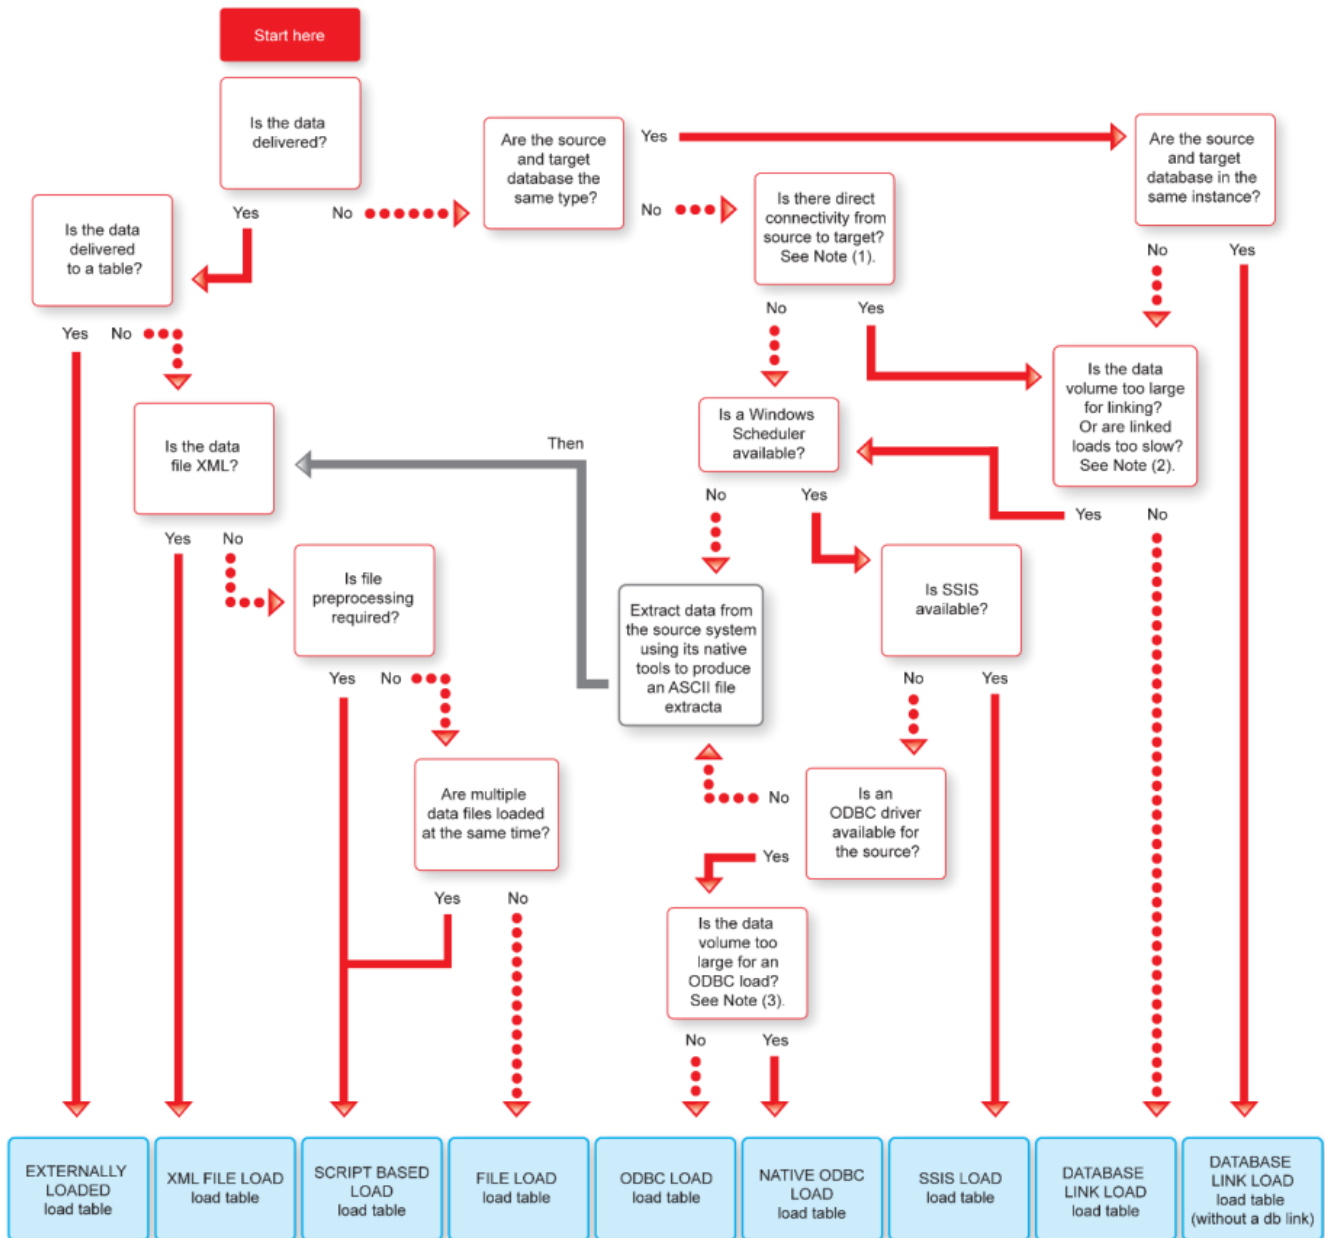 Start here
Is the data
delivered?
Yes
No
Are the source
and target
database the
same type?
Yes
No
Are the source
and target
database in the
same instance?
No
Yes
Is there direct
connectivity from
source to target?
See Note (1).
No
Yes
Is the data
delivered
to a table?
Yes
No
Is the data
volume too large
for linking?
Or are linked
loads too slow?
See Note (2).
Yes
No
Is a Windows
Scheduler
available?
No
Yes
Is the data
file XML?
Yes
No
Then
Is file
preprocessing
required?
Yes
No
Extract data from
the source system
using its native
tools to produce
an ASCII file
extracta
Is SSIS
available?
No
Yes
Are multiple
data files loaded
at the same time?
Yes
No
Is an
ODBC driver
available for
the source?
No
Yes
Is the data
volume too
large for an
ODBC load?
See Note (3).
No
Yes
EXTERNALLY
LOADED
load table
XML FILE LOAD
load table
SCRIPT BASED
LOAD
load table
FILE LOAD
load table
ODBC LOAD
load table
NATIVE ODBC
LOAD
load table
SSIS LOAD
load table
DATABASE
LINK LOAD
load table
DATABASE
LINK LOAD
load table
(without a db link)